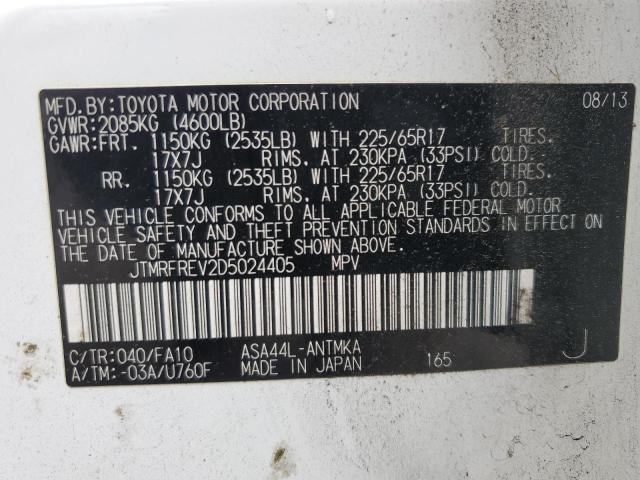 MFD.BY:TOYOTA MOTOR CORPORATION 08/13
GVWR:2085KG (4600LB)
GAWR:FRT. 1150KG (2535LB) WITH 225/65R17 TIRES.
17X7J RIMS. AT 230KPA (33PSI) COLD.
RR. 1150KG (2535LB) WITH 225/65R17 TIRES.
17X7J RIMS. AT 230KPA (33PSI) COLD.
THIS VEHICLE CONFORMS TO ALL APPLICABLE FEDERAL MOTOR
VEHICLE SAFETY AND THEFT PREVENTION STANDARDS IN EFFECT ON
THE DATE OF MANUFACTURE SHOWN ABOVE.
JTMRFREV2D5024405 MPV
C/TR:040/FA10 ASA44L-ANTMKA
A/TM:-03A/U760F MADE IN JAPAN 165 J